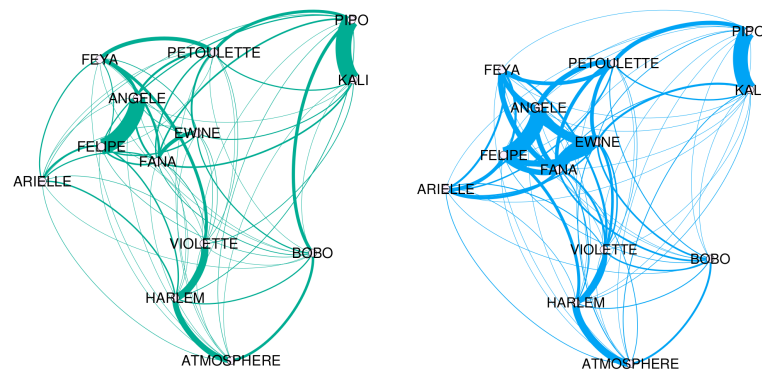 PIPO
FEYA
PETOULETTE
KALI
ANGELE
EWINE
FELIPE
FANA
ARIELLE
VIOLETTE
BOBO
HARLEM
ATMOSPHERE
PIPO
PETOULETTE
FEYA
KALI
ANGELE
EWINE
FELIPE
FANA
ARIELLE
VIOLETTE
BOBO
HARLEM
ATMOSPHERE